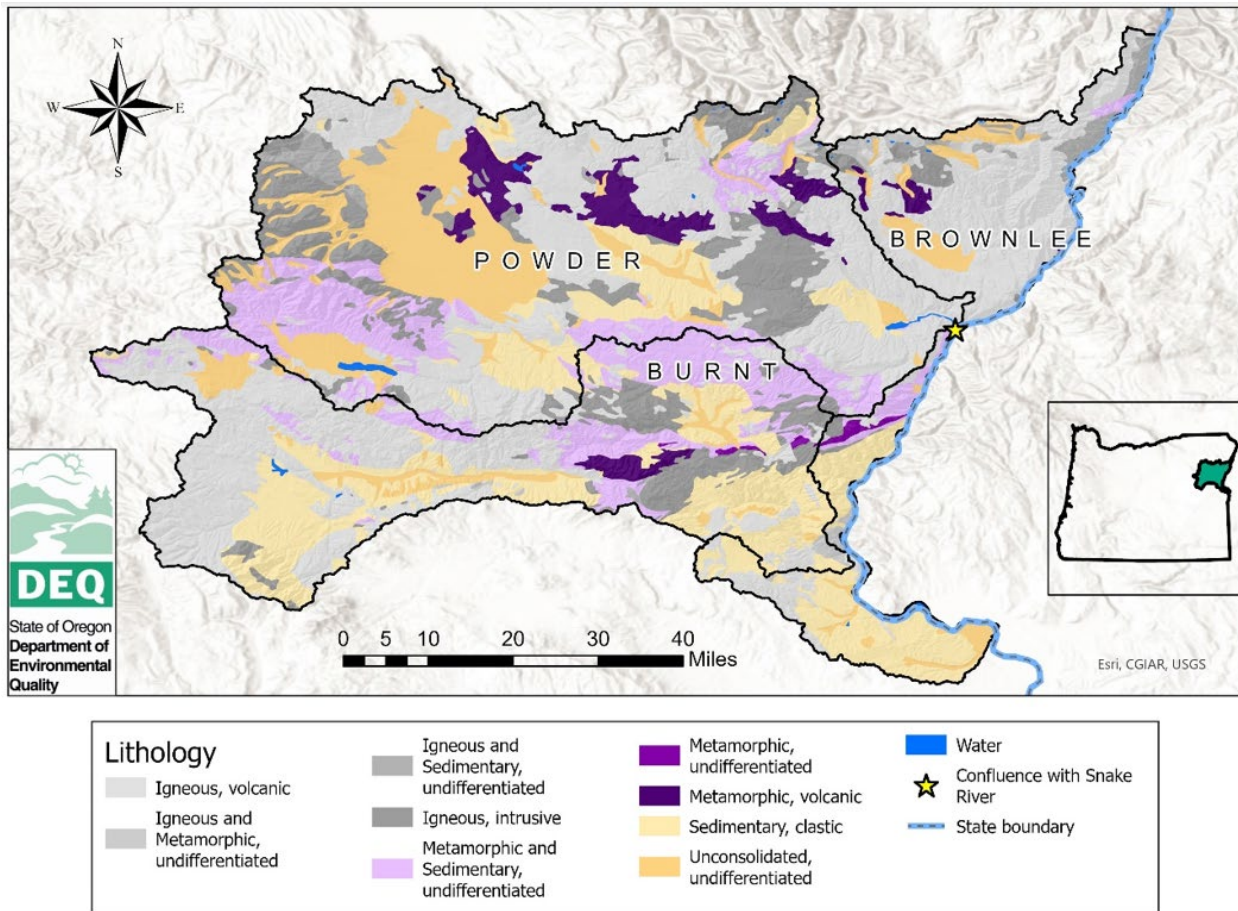 N
W
E
S
POWDER
BROWNLEE
BURNT
DEQ
State of Oregon
Department of
Environmental
Quality
0 5 10 20 30 40
Miles
Esri, CGIAR, USGS
Lithology
Igneous, volcanic
Igneous and
Metamorphic,
undifferentiated
Igneous and
Sedimentary,
undifferentiated
Igneous, intrusive
Metamorphic and
Sedimentary,
undifferentiated
Metamorphic,
undifferentiated
Metamorphic, volcanic
Sedimentary, clastic
Unconsolidated,
undifferentiated
Water
Confluence with Snake
River
State boundary